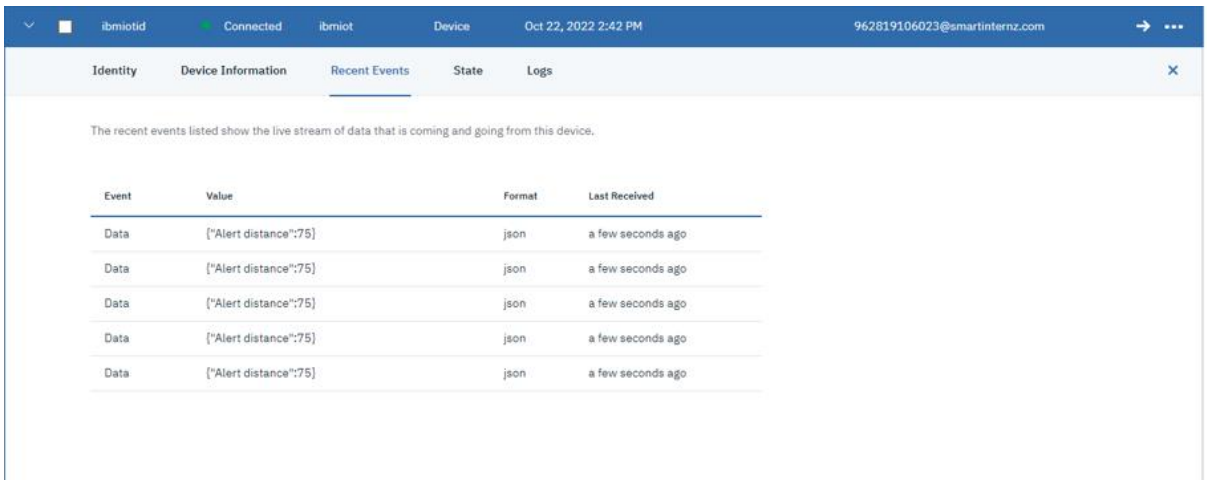 ibmiotid Connected ibmiot Device Oct 22, 2022 2:42 PM 962819106023@smartinternz.com
Identity Device Information Recent Events State Logs
The recent events listed show the live stream of data that is coming and going from this device.
Event Value Format Last Received
Data {"Alert distance":75} json a few seconds ago
Data {"Alert distance":75} json a few seconds ago
Data {"Alert distance":75} json a few seconds ago
Data {"Alert distance":75} json a few seconds ago
Data {"Alert distance":75} json a few seconds ago